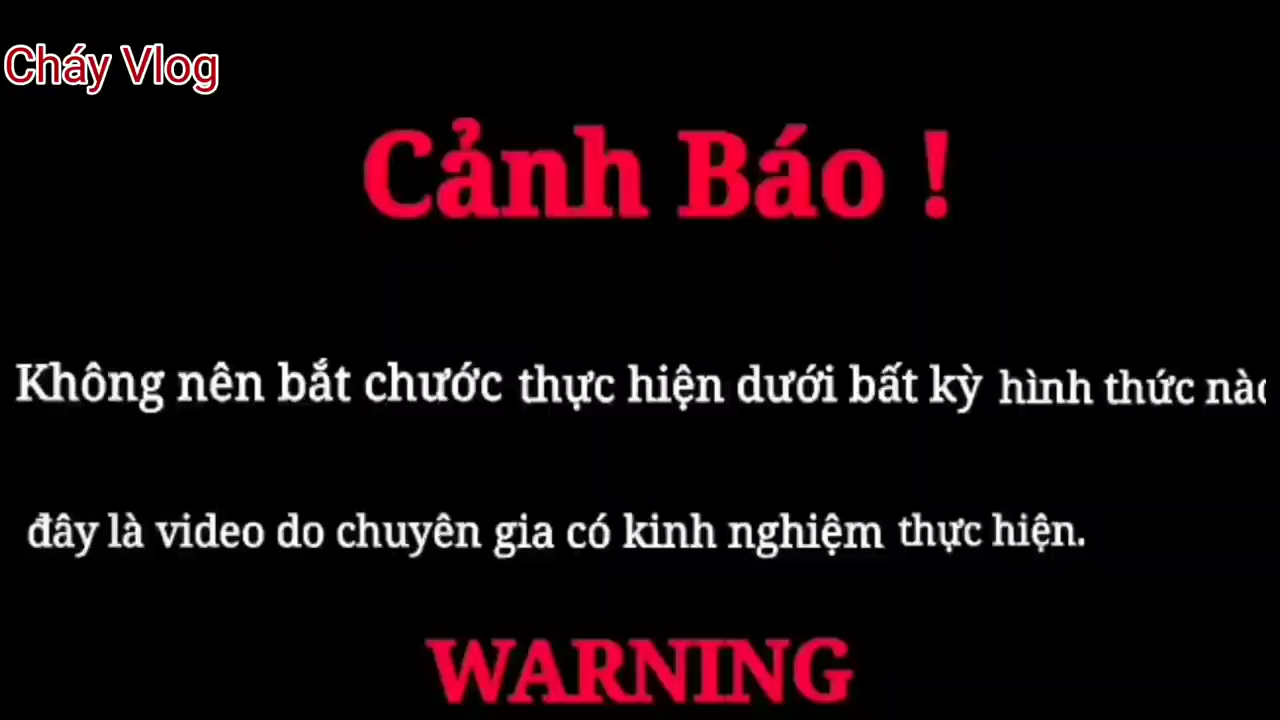 Cháy Vlog
Cảnh Báo !
Không nên bắt chước thực hiện dưới bất kỳ hình thức nào
đây là video do chuyên gia có kinh nghiệm thực hiện.
WARNING